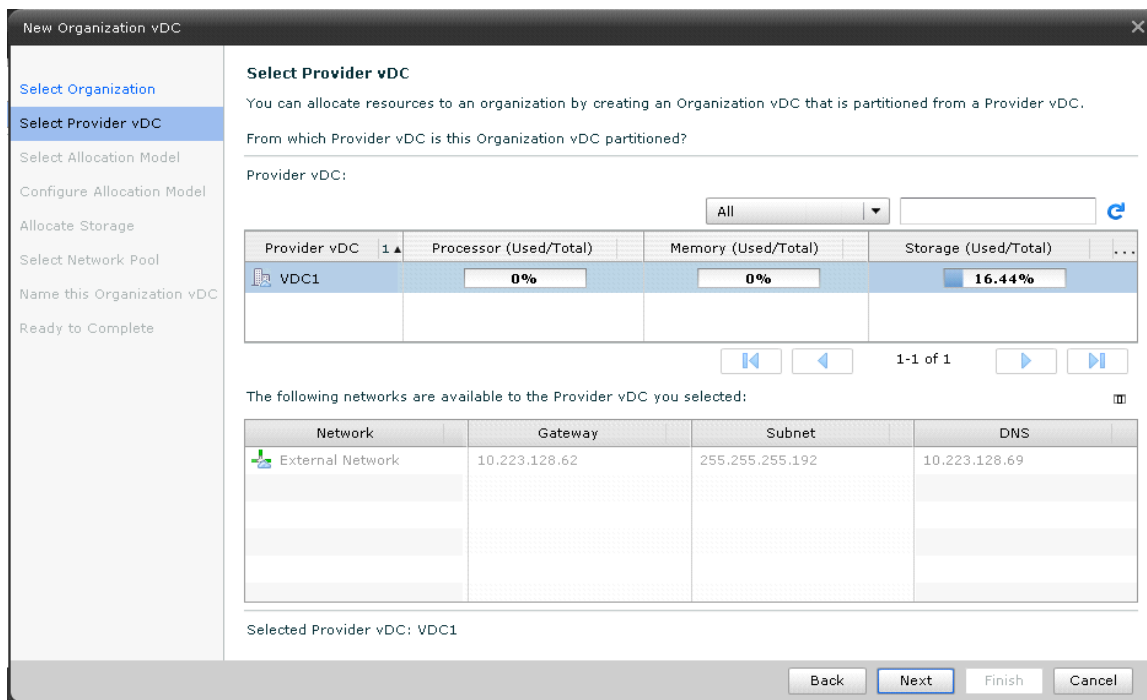 New Organization vDC
Select Organization
Select Provider vDC
Select Allocation Model
Configure Allocation Model
Allocate Storage
Select Network Pool
Name this Organization vDC
Ready to Complete
Select Provider vDC
You can allocate resources to an organization by creating an Organization vDC that is partitioned from a Provider vDC.
From which Provider vDC is this Organization vDC partitioned?
Provider vDC:
All
Provider vDC 1 Processor (Used/Total) Memory (Used/Total) Storage (Used/Total) ...
VDC1 0% 0% 16.44%
1-1 of 1
The following networks are available to the Provider vDC you selected:
Network Gateway Subnet DNS
External Network 10.223.128.62 255.255.255.192 10.223.128.69
Selected Provider vDC: VDC1
Back Next Finish Cancel